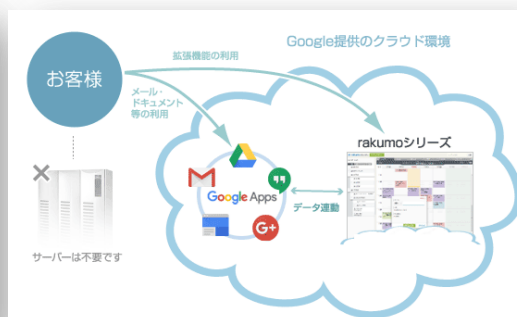 Google提供のクラウド環境
お客様
拡張機能の利用
メール・
ドキュメント
等の利用
rakumoシリーズ
Google Apps
G+
データ連動
サーバーは不要です